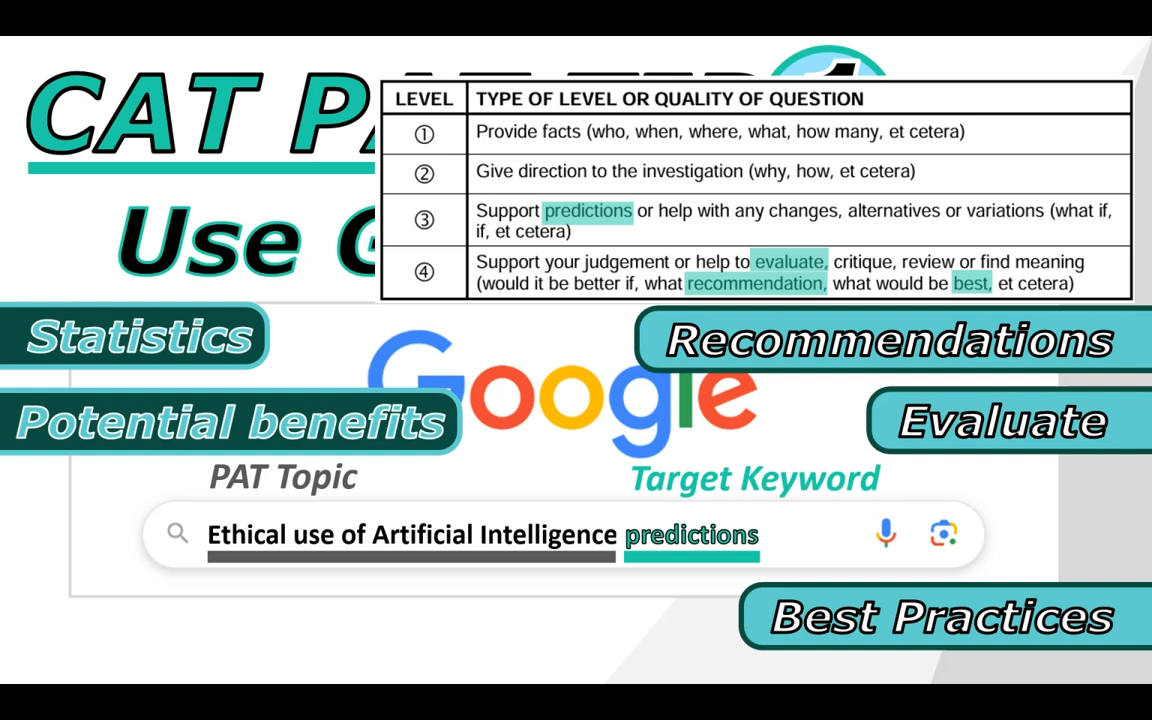 CAT PA
LEVEL TYPE OF LEVEL OR QUALITY OF QUESTION
① Provide facts (who, when, where, what, how many, et cetera)
② Give direction to the investigation (why, how, et cetera)
③ Support predictions or help with any changes, alternatives or variations (what if,
if, et cetera)
④ Support your judgement or help to evaluate, critique, review or find meaning
(would it be better if, what recommendation, what would be best, et cetera)
Use G
Statistics
Recommendations
Google
Potential benefits
Evaluate
PAT Topic
Target Keyword
Ethical use of Artificial Intelligence predictions
Best Practices